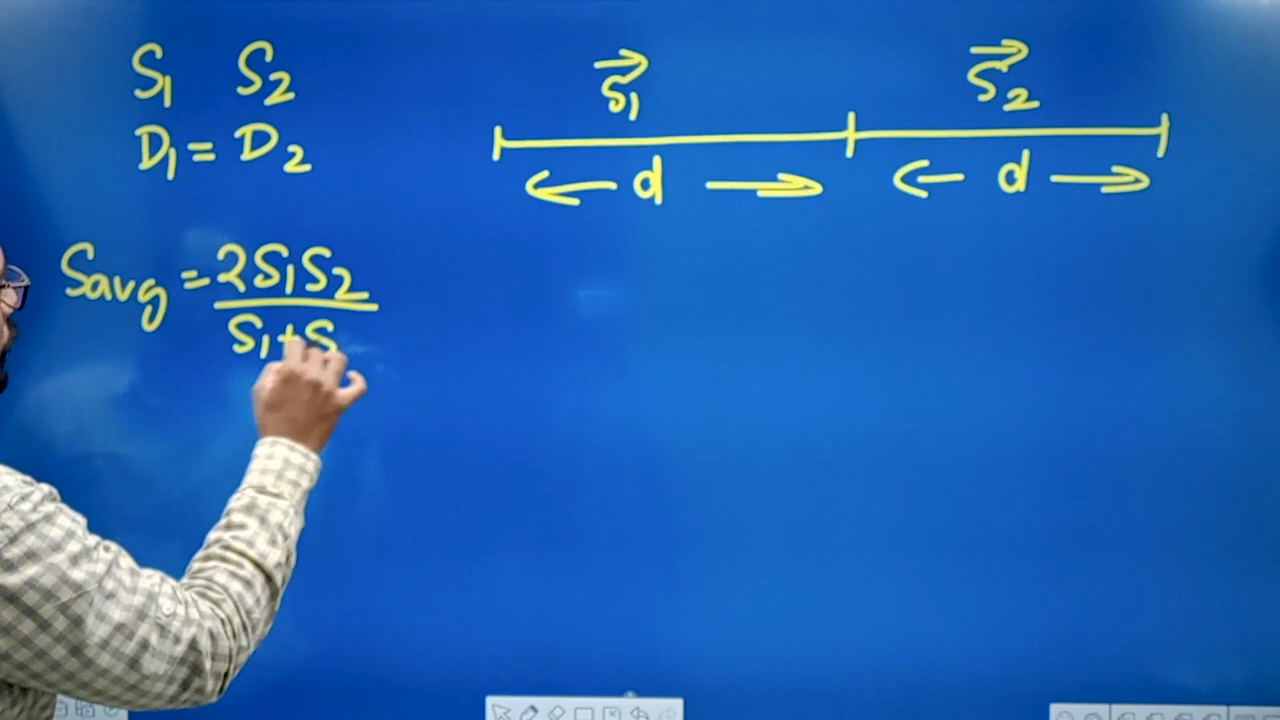 S₁ S₂
D₁ = D₂
S⃗₁ S⃗₂
d d
Savg = 2S₁S₂
S₁+S